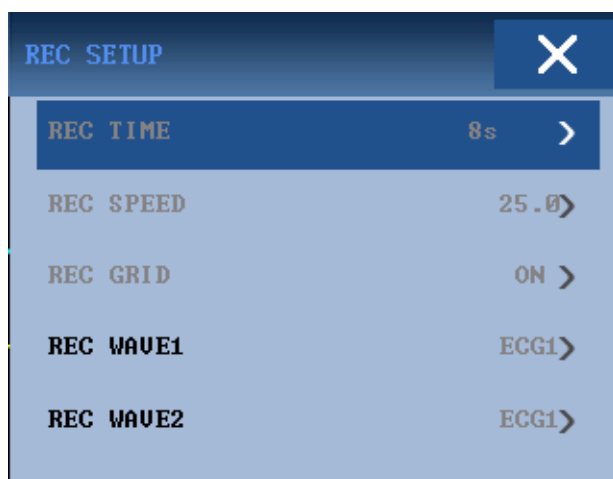 REC SETUP
REC TIME 8s
REC SPEED 25.0
REC GRID ON
REC WAVE1 ECG1
REC WAVE2 ECG1